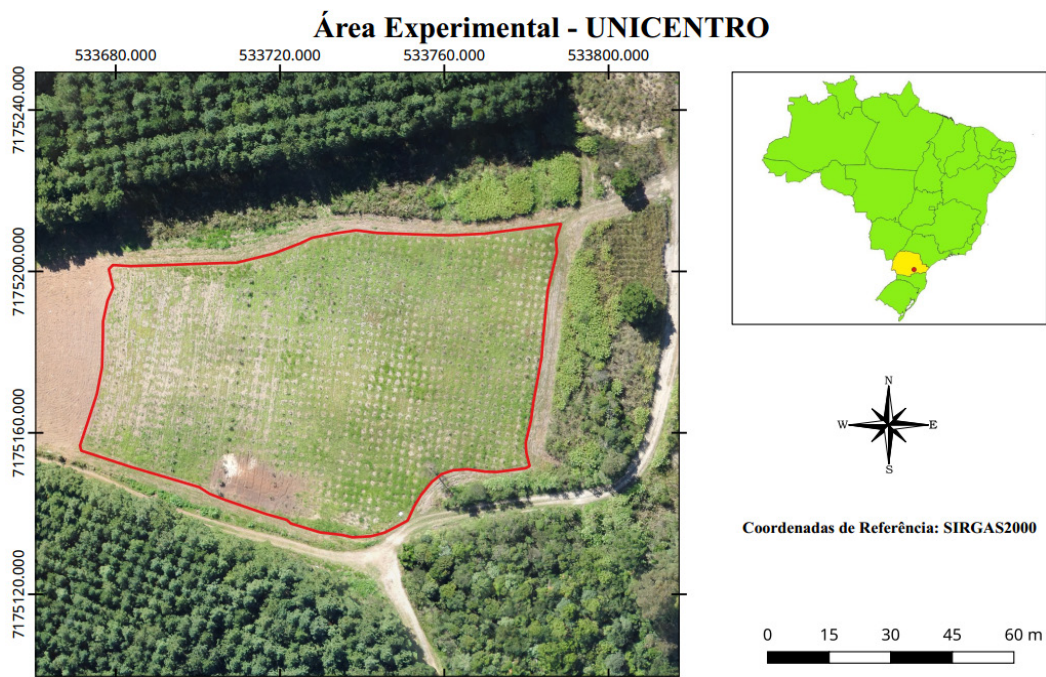 Área Experimental - UNICENTRO
533680.000 533720.000 533760.000 533800.000
7175240.000
7175200.000
7175160.000
7175120.000
N
W E
S
Coordenadas de Referência: SIRGAS2000
0 15 30 45 60 m